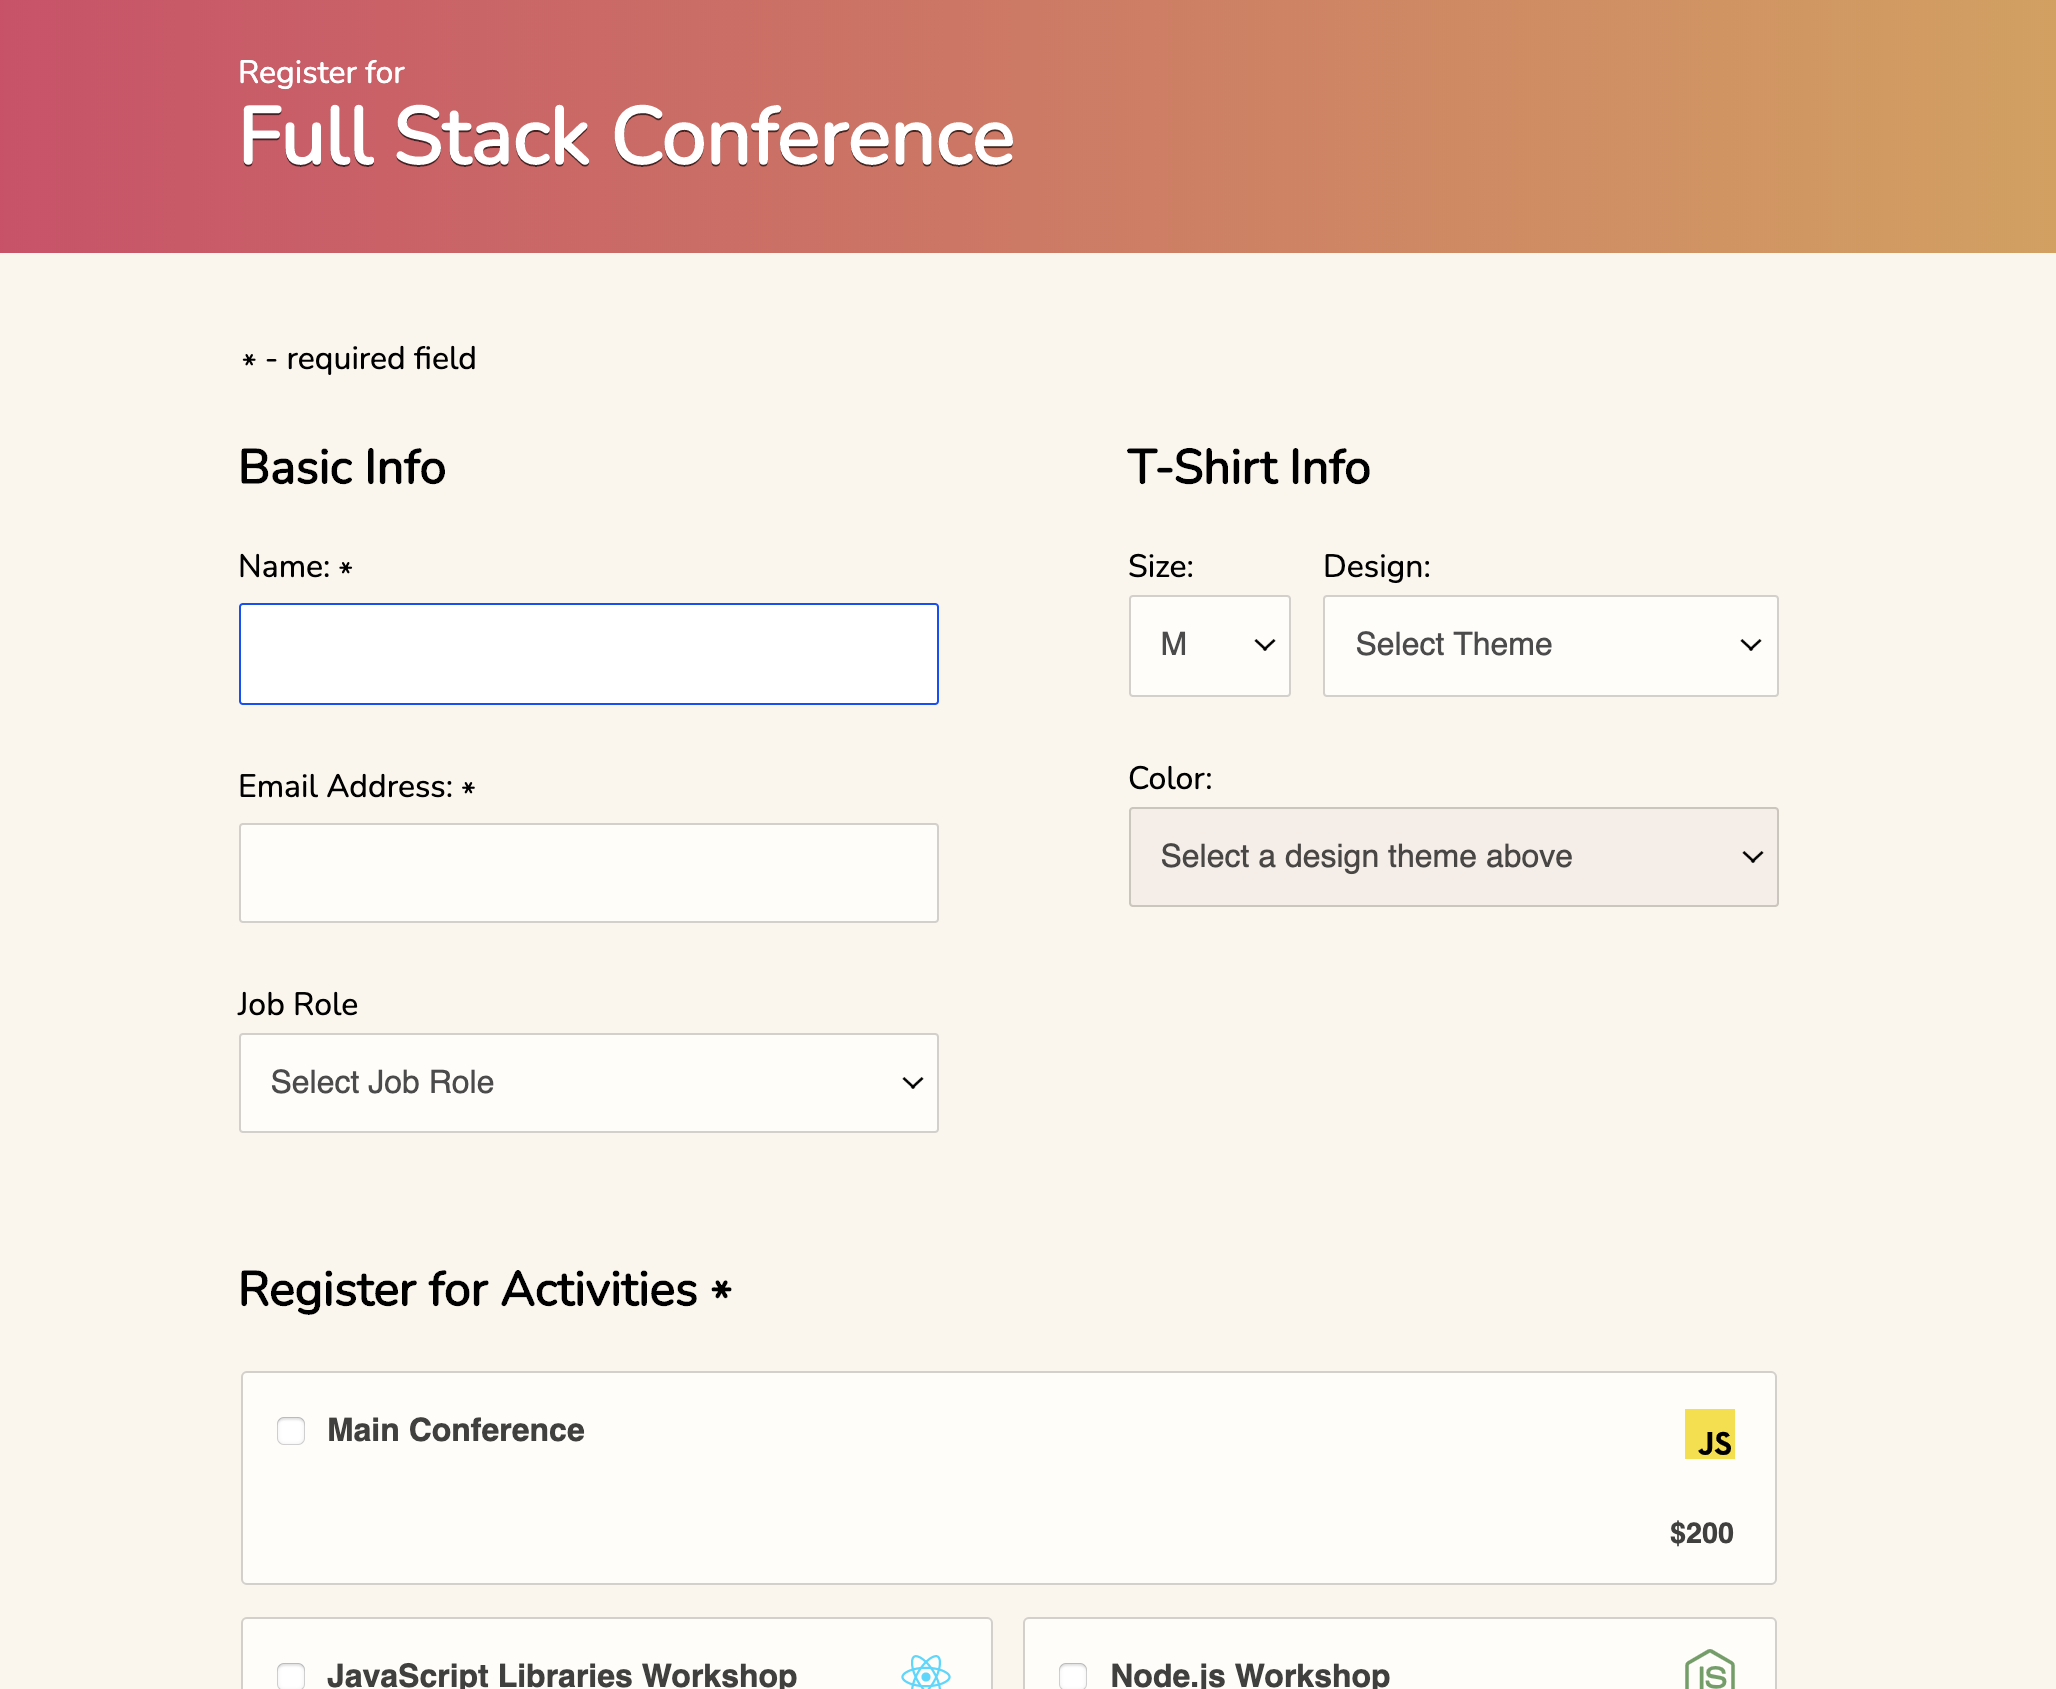 Register for
Full Stack Conference
* - required field
Basic Info
Name: *
Email Address: *
Job Role
Select Job Role
T-Shirt Info
Size:
Design:
M
Select Theme
Color:
Select a design theme above
Register for Activities *
Main Conference
JS
$200
JavaScript Libraries Workshop
Node.js Workshop
JS